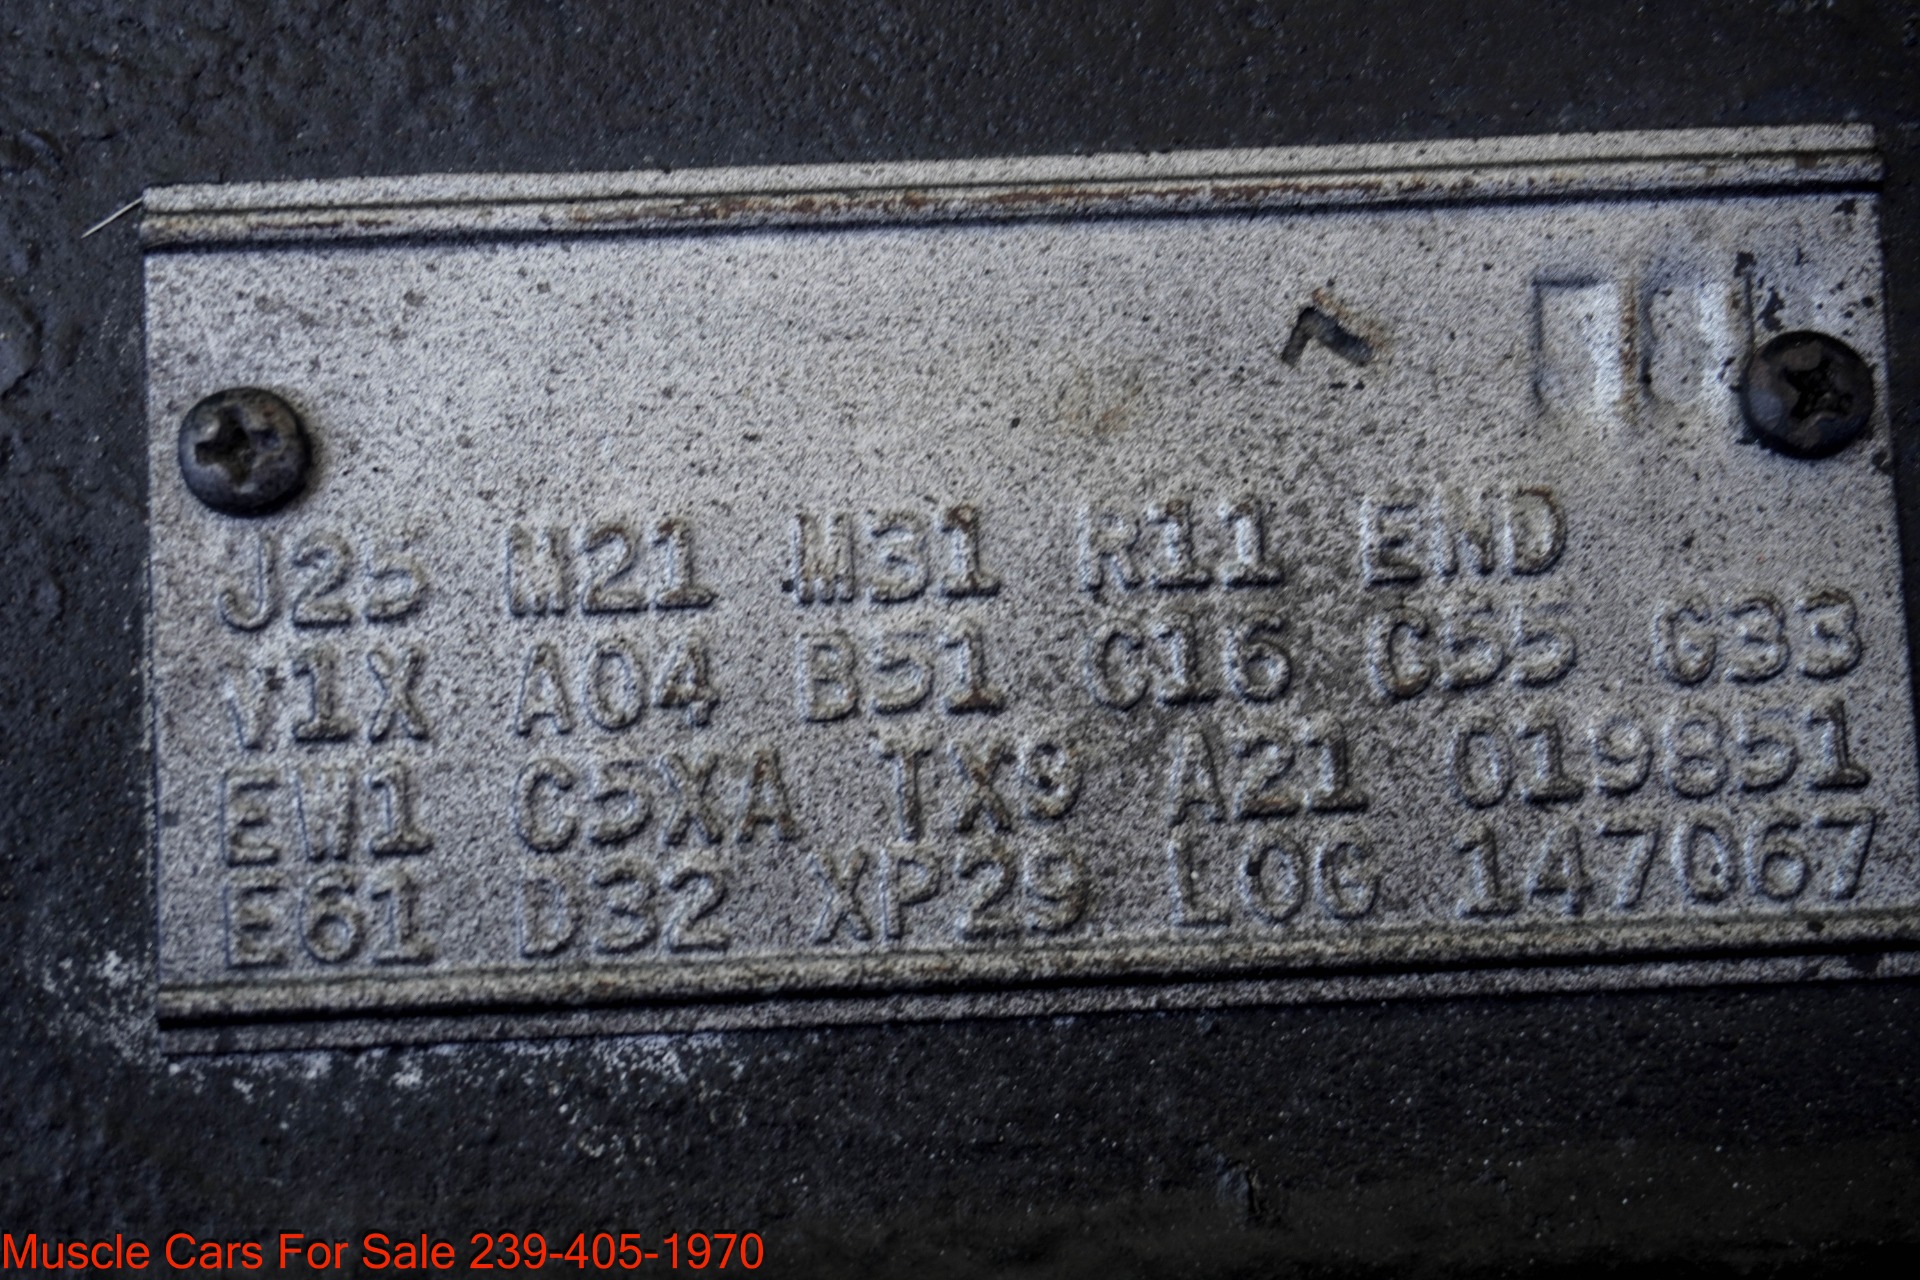 J25 M21 M31 R11 END
V1X A04 B51 C16 C55 G33
EW1 C5XA TX9 A21 019851
E61 D32 XP29 LOG 147067
Muscle Cars For Sale 239-405-1970